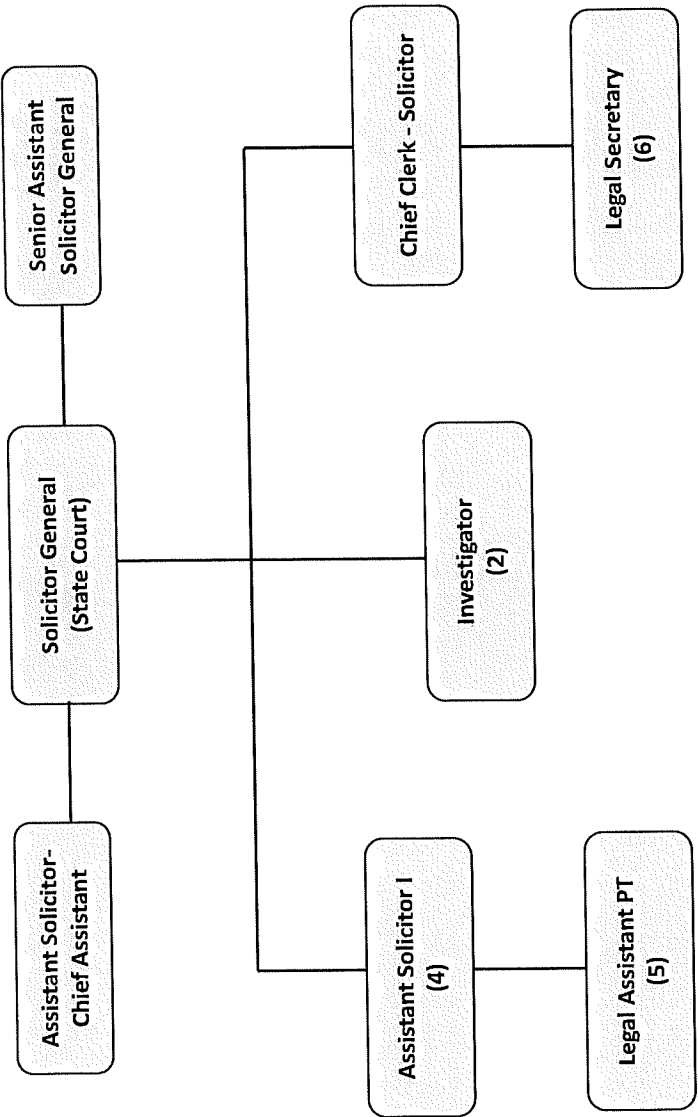 Assistant Solicitor-
Chief Assistant
Solicitor General
(State Court)
Senior Assistant
Solicitor General
Assistant Solicitor I
(4)
Investigator
(2)
Chief Clerk - Solicitor
Legal Assistant PT
(5)
Legal Secretary
(6)